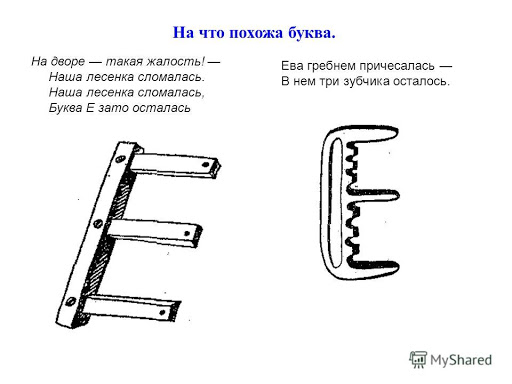 На что похожа буква.
На дворе — такая жалость! —
Наша лесенка сломалась.
Наша лесенка сломалась,
Буква Е зато осталась
Ева гребнем причесалась —
В нем три зубчика осталось.
MyShared